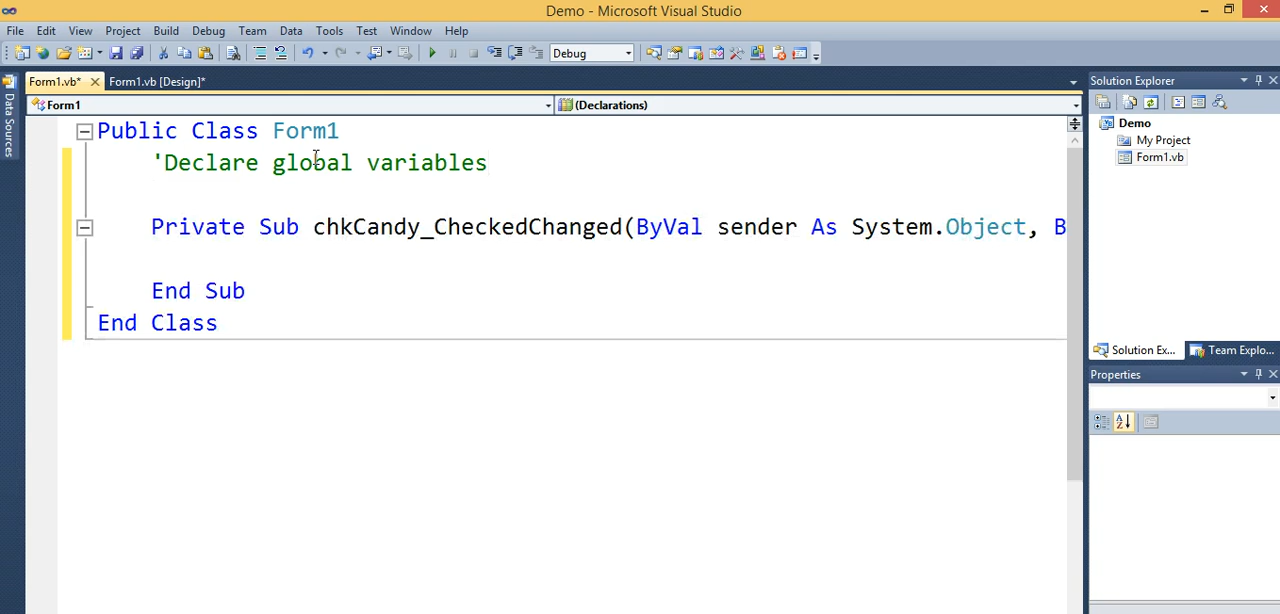 Demo - Microsoft Visual Studio
File Edit View Project Build Debug Team Data Tools Test Window Help
Debug
Form1.vb* Form1.vb [Design]*
Form1 (Declarations)
Data Sources
Public Class Form1
'Declare global variables
Private Sub chkCandy_CheckedChanged(ByVal sender As System.Object, B
End Sub
End Class
Solution Explorer
Demo
My Project
Form1.vb
Solution Ex... Team Explo...
Properties